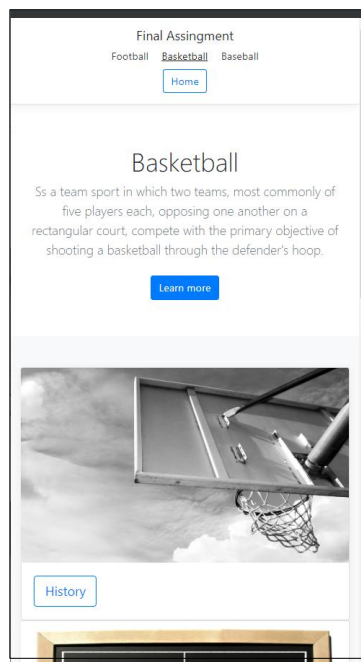 Final Assingment
Football Basketball Baseball
Home
Basketball
Ss a team sport in which two teams, most commonly of
five players each, opposing one another on a
rectangular court, compete with the primary objective of
shooting a basketball through the defender's hoop.
Learn more
History